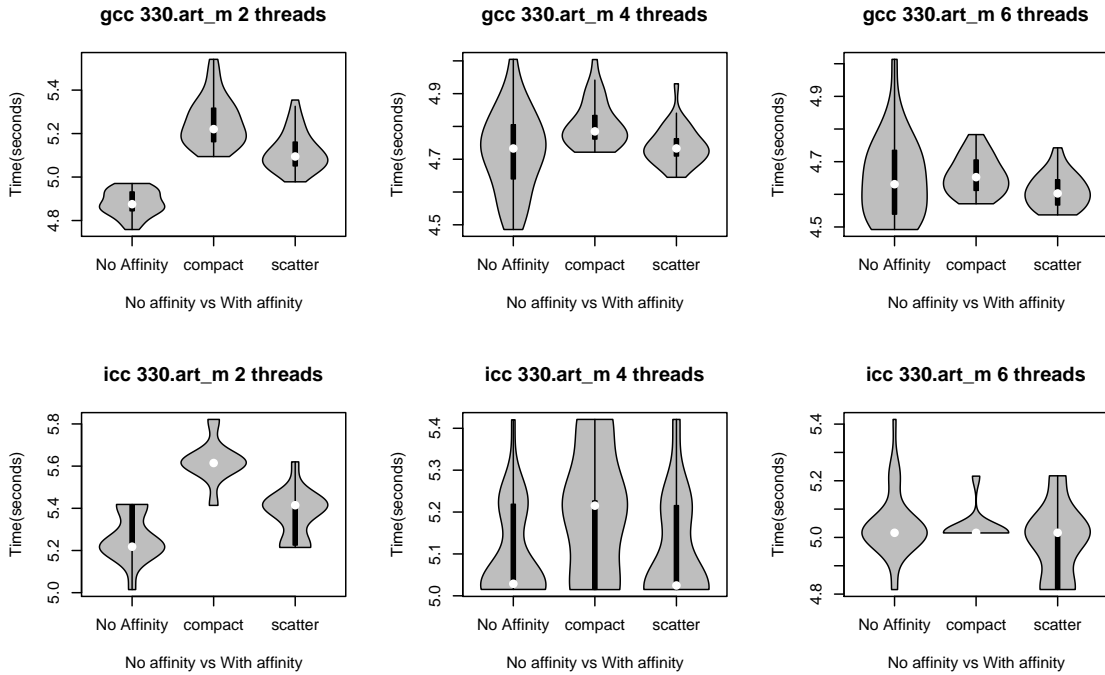 gcc 330.art_m 2 threads
Time(seconds)
4.8 5.0 5.2 5.4
No Affinity compact scatter
No affinity vs With affinity
gcc 330.art_m 4 threads
Time(seconds)
4.5 4.7 4.9
No Affinity compact scatter
No affinity vs With affinity
gcc 330.art_m 6 threads
Time(seconds)
4.5 4.7 4.9
No Affinity compact scatter
No affinity vs With affinity
icc 330.art_m 2 threads
Time(seconds)
5.0 5.2 5.4 5.6 5.8
No Affinity compact scatter
No affinity vs With affinity
icc 330.art_m 4 threads
Time(seconds)
5.0 5.1 5.2 5.3 5.4
No Affinity compact scatter
No affinity vs With affinity
icc 330.art_m 6 threads
Time(seconds)
4.8 5.0 5.2 5.4
No Affinity compact scatter
No affinity vs With affinity